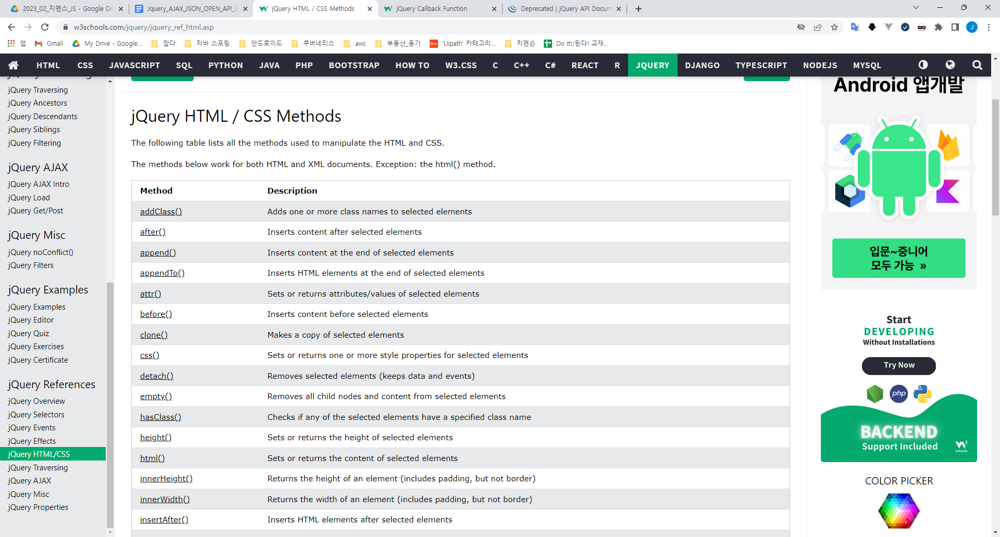 2023_02_지멘스_JS - Google Dri
Jquery_AJAX_JSON_OPEN_API_2
jQuery HTML / CSS Methods
jQuery Callback Function
Deprecated | jQuery API Docum
w3schools.com/jquery/jquery_ref_html.asp
J
앱
Gmail
My Drive - Google...
잡다
자바 스프링
안드로이드
쿠버네티스
aws
부동산_등기
'Uipath' 카테고리...
지멘슨
Do it!/된다! 교재...
HTML
CSS
JAVASCRIPT
SQL
PYTHON
JAVA
PHP
BOOTSTRAP
HOW TO
W3.CSS
C
C++
C#
REACT
R
JQUERY
DJANGO
TYPESCRIPT
NODEJS
MYSQL
jQuery Traversing
jQuery Ancestors
jQuery Descendants
jQuery Siblings
jQuery Filtering
jQuery AJAX
jQuery AJAX Intro
jQuery Load
jQuery Get/Post
jQuery Misc
jQuery noConflict()
jQuery Filters
jQuery Examples
jQuery Examples
jQuery Editor
jQuery Quiz
jQuery Exercises
jQuery Certificate
jQuery References
jQuery Overview
jQuery Selectors
jQuery Events
jQuery Effects
jQuery HTML/CSS
jQuery Traversing
jQuery AJAX
jQuery Misc
jQuery Properties
jQuery HTML / CSS Methods
The following table lists all the methods used to manipulate the HTML and CSS.
The methods below work for both HTML and XML documents. Exception: the html() method.
Method Description
addClass() Adds one or more class names to selected elements
after() Inserts content after selected elements
append() Inserts content at the end of selected elements
appendTo() Inserts HTML elements at the end of selected elements
attr() Sets or returns attributes/values of selected elements
before() Inserts content before selected elements
clone() Makes a copy of selected elements
css() Sets or returns one or more style properties for selected elements
detach() Removes selected elements (keeps data and events)
empty() Removes all child nodes and content from selected elements
hasClass() Checks if any of the selected elements have a specified class name
height() Sets or returns the height of selected elements
html() Sets or returns the content of selected elements
innerHeight() Returns the height of an element (includes padding, but not border)
innerWidth() Returns the width of an element (includes padding, but not border)
insertAfter() Inserts HTML elements after selected elements
Android 앱개발
입문~중니어
모두 가능 »
Start
DEVELOPING
Without Installations
Try Now
php
BACKEND
Support Included
w3
schools
COLOR PICKER